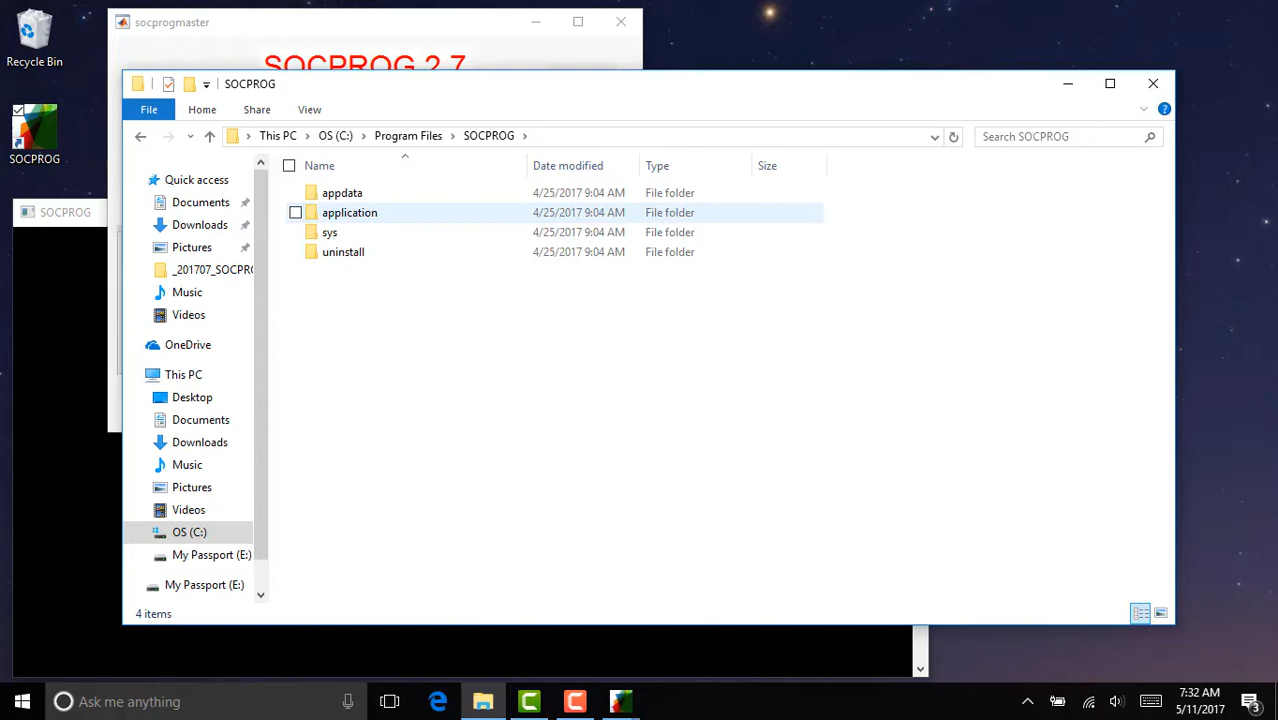 Recycle Bin
SOCPROG
socprogmaster
SOCPROG 2.7
SOCPROG
SOCPROG
File Home Share View
This PC OS (C:) Program Files SOCPROG
Search SOCPROG
Name Date modified Type Size
appdata 4/25/2017 9:04 AM File folder
application 4/25/2017 9:04 AM File folder
sys 4/25/2017 9:04 AM File folder
uninstall 4/25/2017 9:04 AM File folder
Quick access
Documents
Downloads
Pictures
_201707_SOCPRO
Music
Videos
OneDrive
This PC
Desktop
Documents
Downloads
Music
Pictures
Videos
OS (C:)
My Passport (E:)
My Passport (E:)
4 items
Ask me anything
7:32 AM
5/11/2017
3